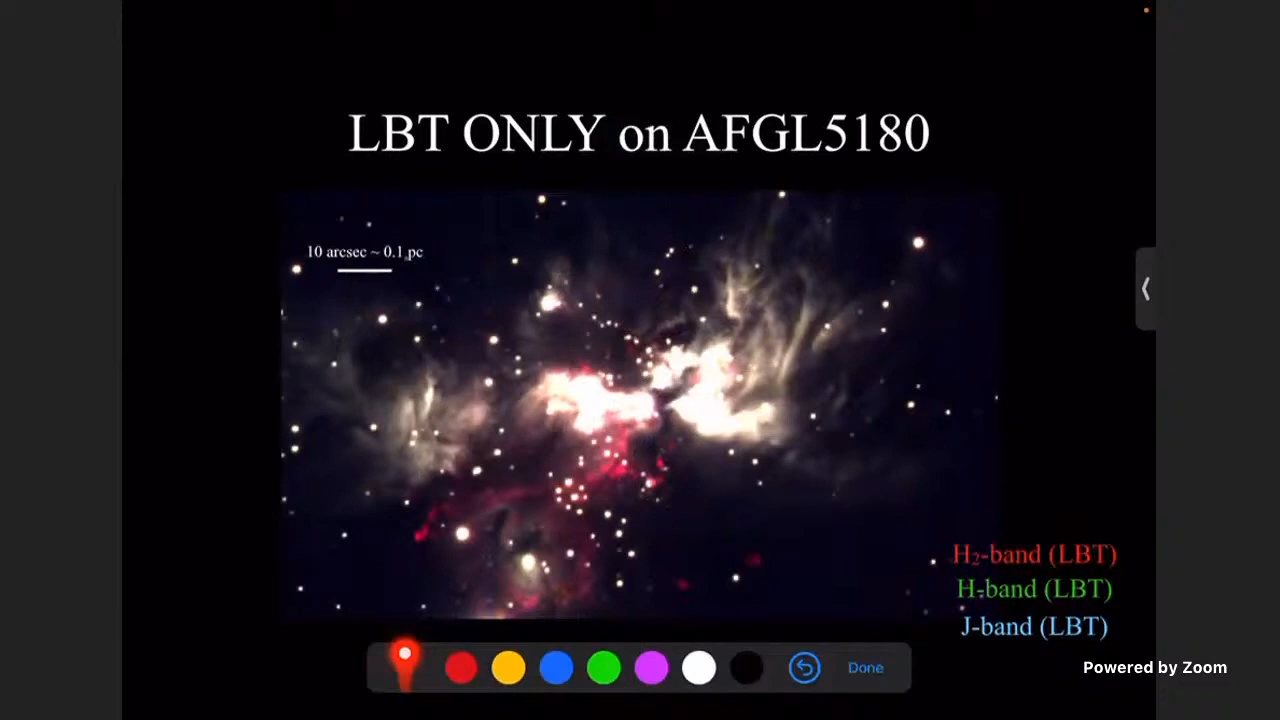 LBT ONLY on AFGL5180
10 arcsec ~ 0.1 pc
H₂-band (LBT)
H-band (LBT)
J-band (LBT)
Done
Powered by Zoom